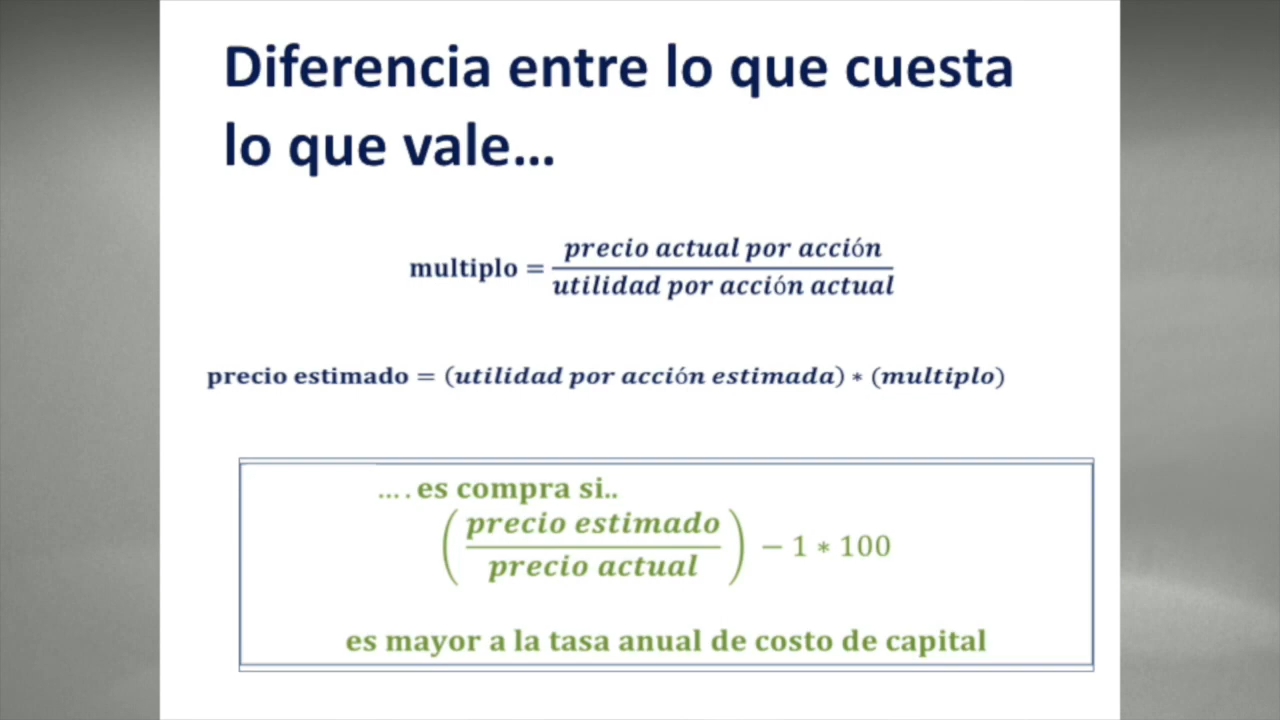 Diferencia entre lo que cuesta
lo que vale...
multiplo = precio actual por acción / utilidad por acción actual
precio estimado = (utilidad por acción estimada) * (multiplo)
.... es compra si..
(precio estimado / precio actual) − 1 * 100
es mayor a la tasa anual de costo de capital